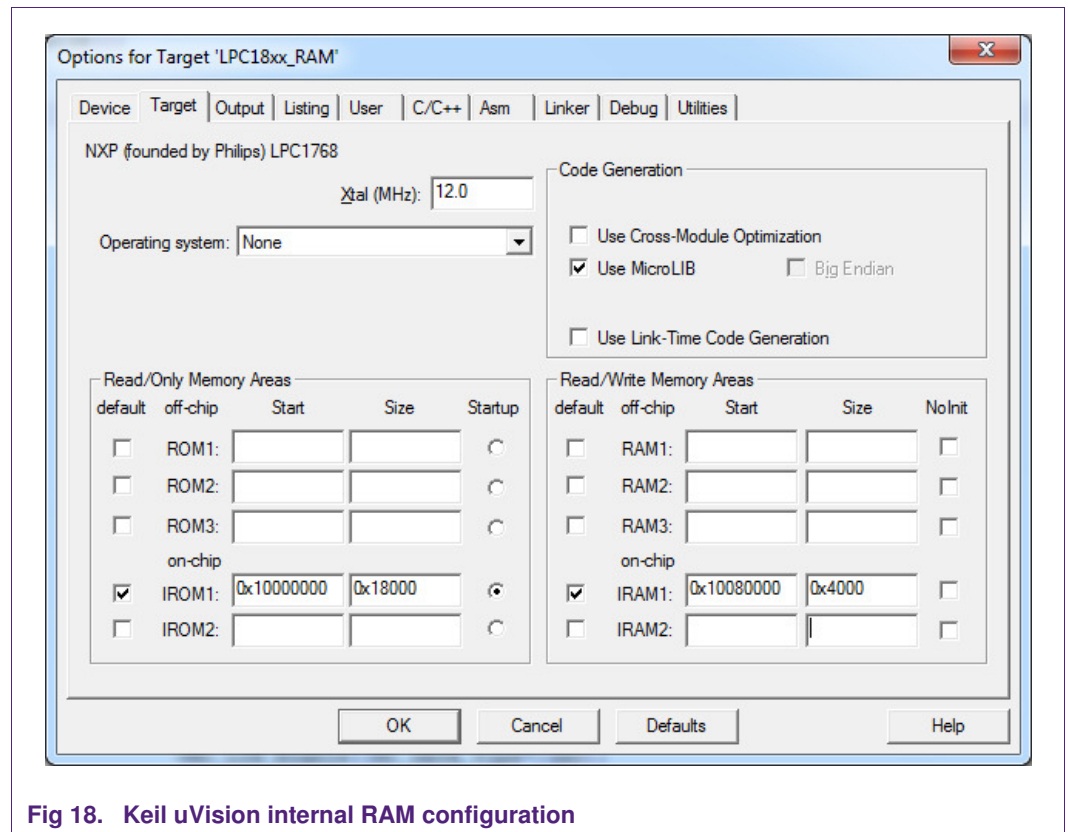 Options for Target 'LPC18xx_RAM'
Device Target Output Listing User C/C++ Asm Linker Debug Utilities
NXP (founded by Philips) LPC1768
Xtal (MHz): 12.0
Operating system: None
Code Generation
Use Cross-Module Optimization
Use MicroLIB Big Endian
Use Link-Time Code Generation
Read/Only Memory Areas
default off-chip Start Size Startup
ROM1:
ROM2:
ROM3:
on-chip
IROM1: 0x10000000 0x18000
IROM2:
Read/Write Memory Areas
default off-chip Start Size NoInit
RAM1:
RAM2:
RAM3:
on-chip
IRAM1: 0x10080000 0x4000
IRAM2:
OK Cancel Defaults Help
Fig 18. Keil uVision internal RAM configuration